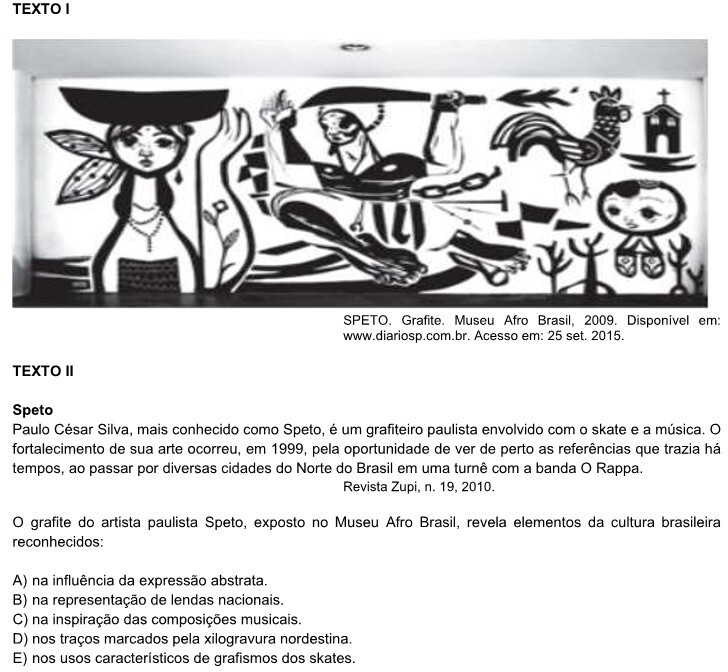 TEXTO I
SPETO. Grafite. Museu Afro Brasil, 2009. Disponível em:
www.diariosp.com.br. Acesso em: 25 set. 2015.
TEXTO II
Speto
Paulo César Silva, mais conhecido como Speto, é um grafiteiro paulista envolvido com o skate e a música. O
fortalecimento de sua arte ocorreu, em 1999, pela oportunidade de ver de perto as referências que trazia há
tempos, ao passar por diversas cidades do Norte do Brasil em uma turnê com a banda O Rappa.
Revista Zupi, n. 19, 2010.
O grafite do artista paulista Speto, exposto no Museu Afro Brasil, revela elementos da cultura brasileira
reconhecidos:
A) na influência da expressão abstrata.
B) na representação de lendas nacionais.
C) na inspiração das composições musicais.
D) nos traços marcados pela xilogravura nordestina.
E) nos usos característicos de grafismos dos skates.